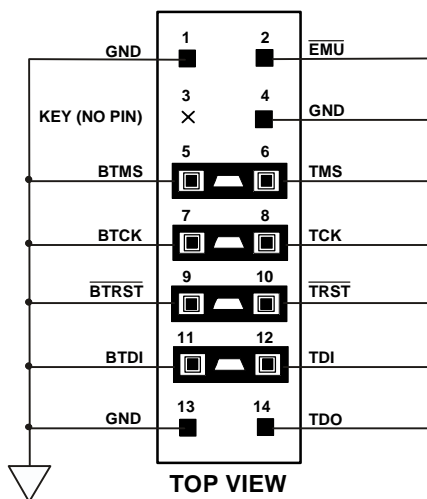 1 2
GND EMU
3 4
KEY (NO PIN) GND
5 6
BTMS TMS
7 8
BTCK TCK
9 10
BTRST TRST
11 12
BTDI TDI
13 14
GND TDO
TOP VIEW